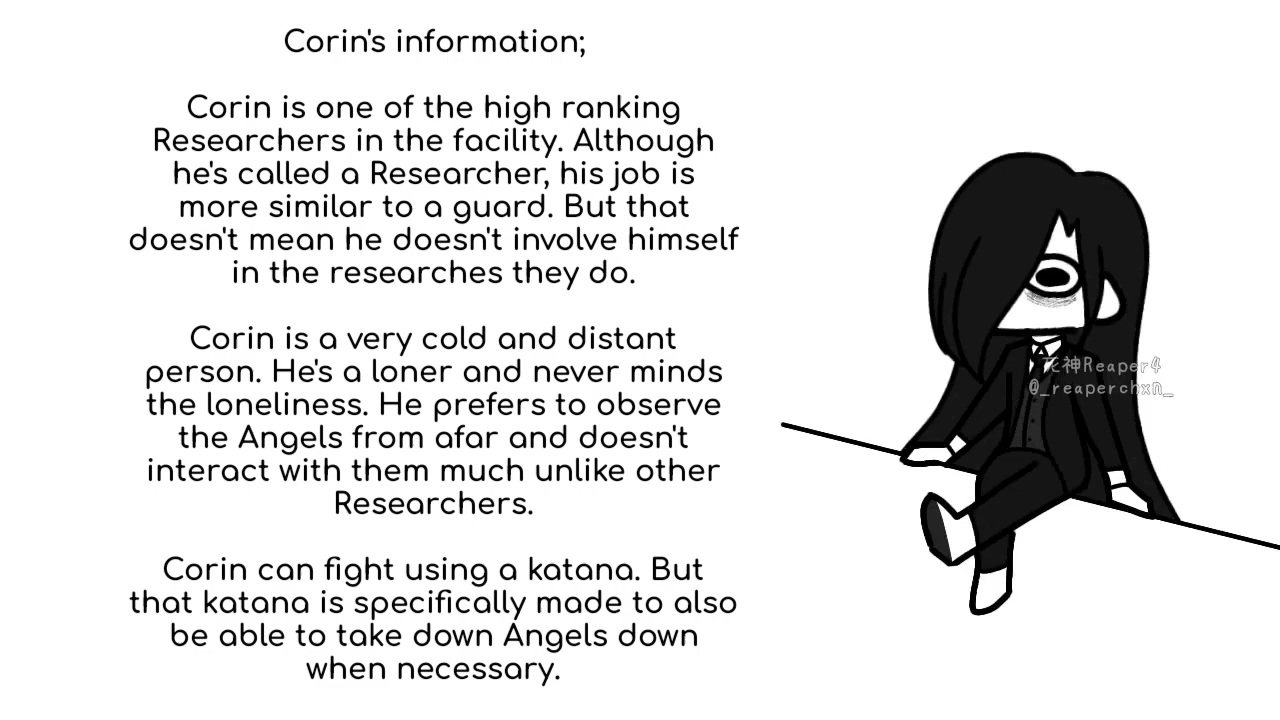 Corin's information;
Corin is one of the high ranking
Researchers in the facility. Although
he's called a Researcher, his job is
more similar to a guard. But that
doesn't mean he doesn't involve himself
in the researches they do.
Corin is a very cold and distant
person. He's a loner and never minds
the loneliness. He prefers to observe
the Angels from afar and doesn't
interact with them much unlike other
Researchers.
Corin can fight using a katana. But
that katana is specifically made to also
be able to take down Angels down
when necessary.
死神Reaper4
@_reaperchxn_